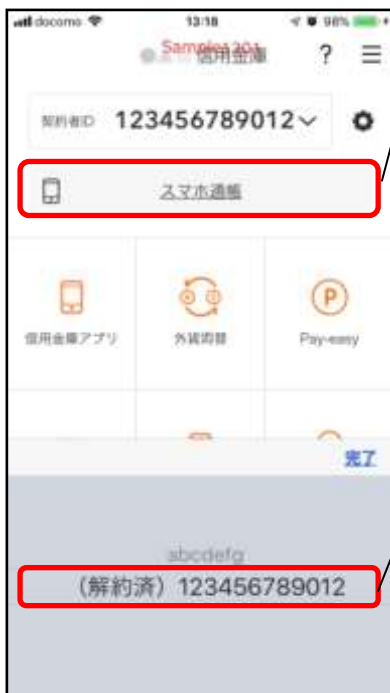 docomo 13:18 98%
信用金庫 ?
契約者ID 123456789012
スマホ通帳
信用金庫アプリ 外貨両替 Pay-easy
完了
abcdefg
（解約済）123456789012